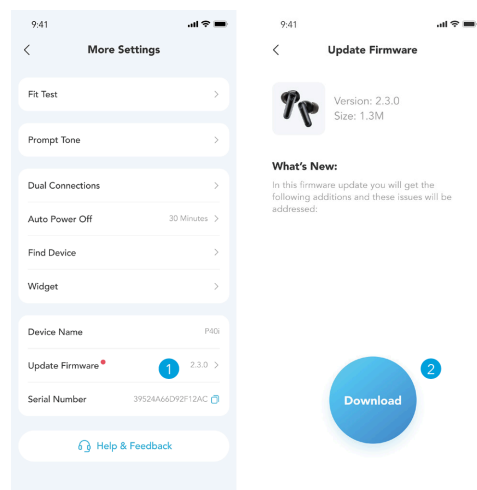 9:41
More Settings
Fit Test
Prompt Tone
Dual Connections
Auto Power Off 30 Minutes
Find Device
Widget
Device Name P40i
Update Firmware 1 2.3.0
Serial Number 39524A66D92F12AC
Help & Feedback
9:41
Update Firmware
Version: 2.3.0
Size: 1.3M
What's New:
In this firmware update you will get the
following additions and these issues will be
addressed:
2
Download